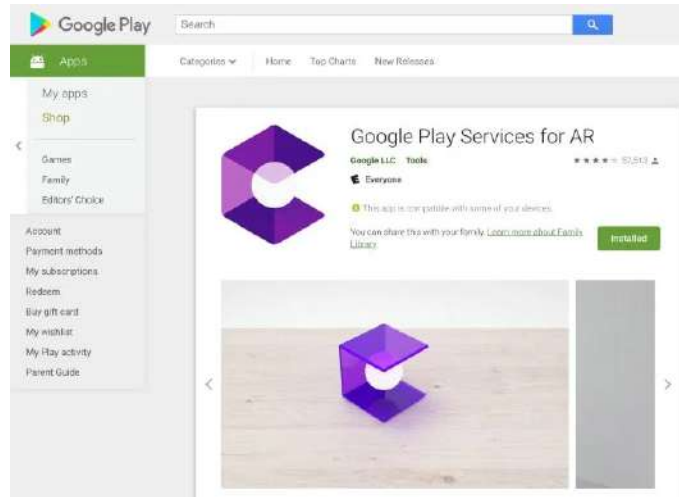 Google Play
Search
Apps
Categories
Home
Top Charts
New Releases
My apps
Shop
Games
Family
Editors' Choice
Account
Payment methods
My subscriptions
Redeem
Buy gift card
My wishlist
My Play activity
Parent Guide
Google Play Services for AR
Google LLC Tools
E Everyone
This app is compatible with some of your devices.
You can share this with your family. Learn more about Family
Library
Installed